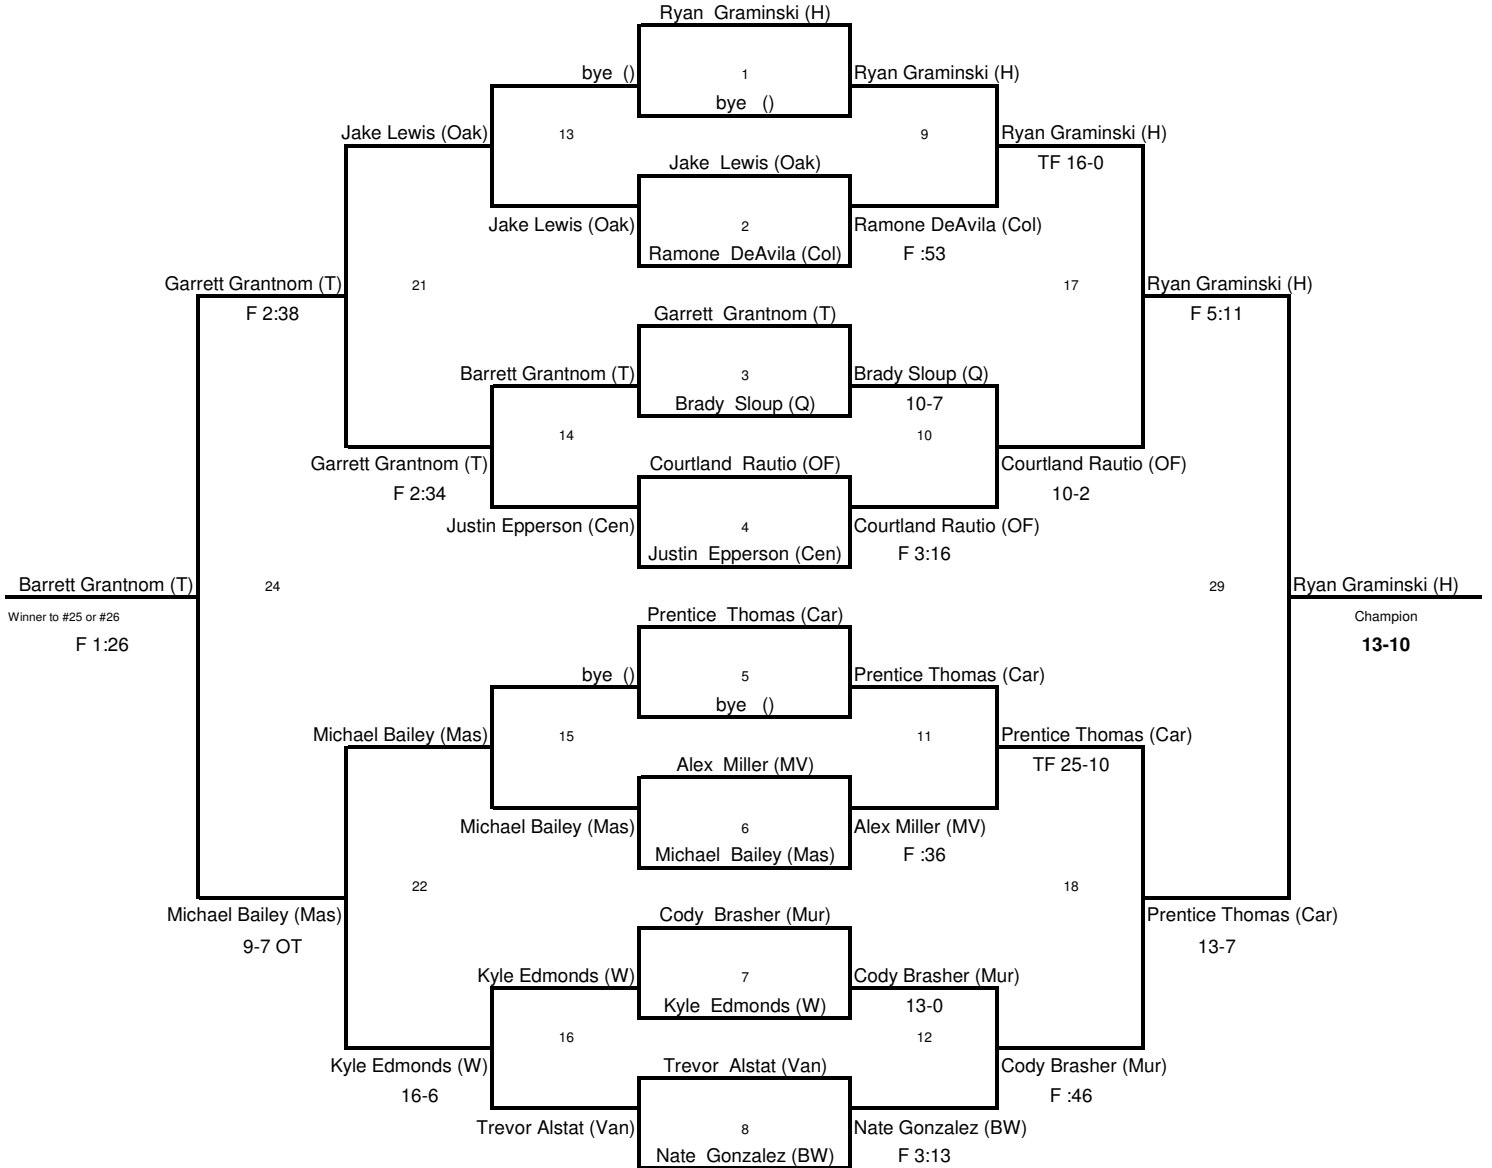 Ryan Graminski (H)
bye ()
1
Ryan Graminski (H)
bye ()
Jake Lewis (Oak)
13
9
Ryan Graminski (H)
Jake Lewis (Oak)
TF 16-0
Jake Lewis (Oak)
2
Ramone DeAvila (Col)
Ramone DeAvila (Col)
F :53
Garrett Grantnom (T)
21
17
Ryan Graminski (H)
F 2:38
Garrett Grantnom (T)
F 5:11
Barrett Grantnom (T)
3
Brady Sloup (Q)
Brady Sloup (Q)
10-7
14
10
Garrett Grantnom (T)
Courtland Rautio (OF)
Courtland Rautio (OF)
F 2:34
10-2
Justin Epperson (Cen)
4
Courtland Rautio (OF)
Justin Epperson (Cen)
F 3:16
Barrett Grantnom (T)
24
29
Ryan Graminski (H)
Winner to #25 or #26
Prentice Thomas (Car)
Champion
F 1:26
13-10
bye ()
5
Prentice Thomas (Car)
bye ()
Michael Bailey (Mas)
15
11
Prentice Thomas (Car)
Alex Miller (MV)
TF 25-10
Michael Bailey (Mas)
6
Alex Miller (MV)
Michael Bailey (Mas)
F :36
22
18
Michael Bailey (Mas)
Cody Brasher (Mur)
Prentice Thomas (Car)
9-7 OT
13-7
Kyle Edmonds (W)
7
Cody Brasher (Mur)
Kyle Edmonds (W)
13-0
16
12
Kyle Edmonds (W)
Trevor Alstat (Van)
Cody Brasher (Mur)
16-6
F :46
Trevor Alstat (Van)
8
Nate Gonzalez (BW)
Nate Gonzalez (BW)
F 3:13